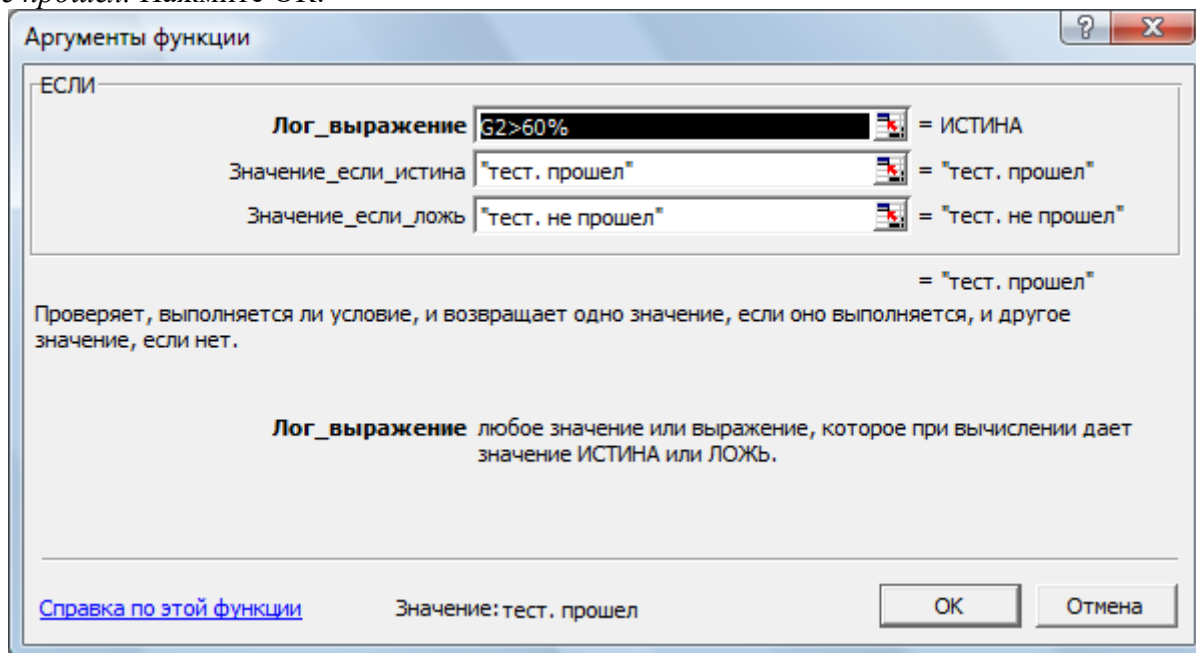 прошел. Нажмите ОК.
Аргументы функции
ЕСЛИ
Лог_выражение G2>60% = ИСТИНА
Значение_если_истина "тест. прошел" = "тест. прошел"
Значение_если_ложь "тест. не прошел" = "тест. не прошел"
= "тест. прошел"
Проверяет, выполняется ли условие, и возвращает одно значение, если оно выполняется, и другое
значение, если нет.
Лог_выражение любое значение или выражение, которое при вычислении дает
значение ИСТИНА или ЛОЖЬ.
Справка по этой функции Значение: тест. прошел ОК Отмена